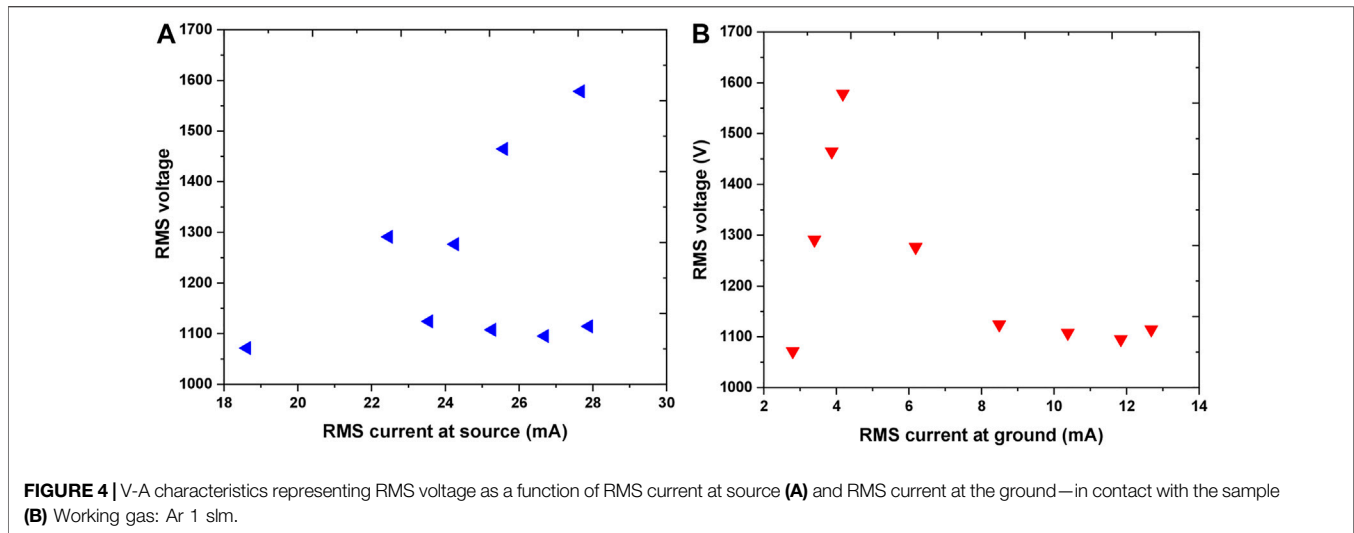 A
1700
1600
1500
1400
1300
1200
1100
1000
RMS voltage
18 20 22 24 26 28 30
RMS current at source (mA)
B
1700
1600
1500
1400
1300
1200
1100
1000
RMS voltage (V)
2 4 6 8 10 12 14
RMS current at ground (mA)
FIGURE 4 | V-A characteristics representing RMS voltage as a function of RMS current at source (A) and RMS current at the ground—in contact with the sample
(B) Working gas: Ar 1 slm.